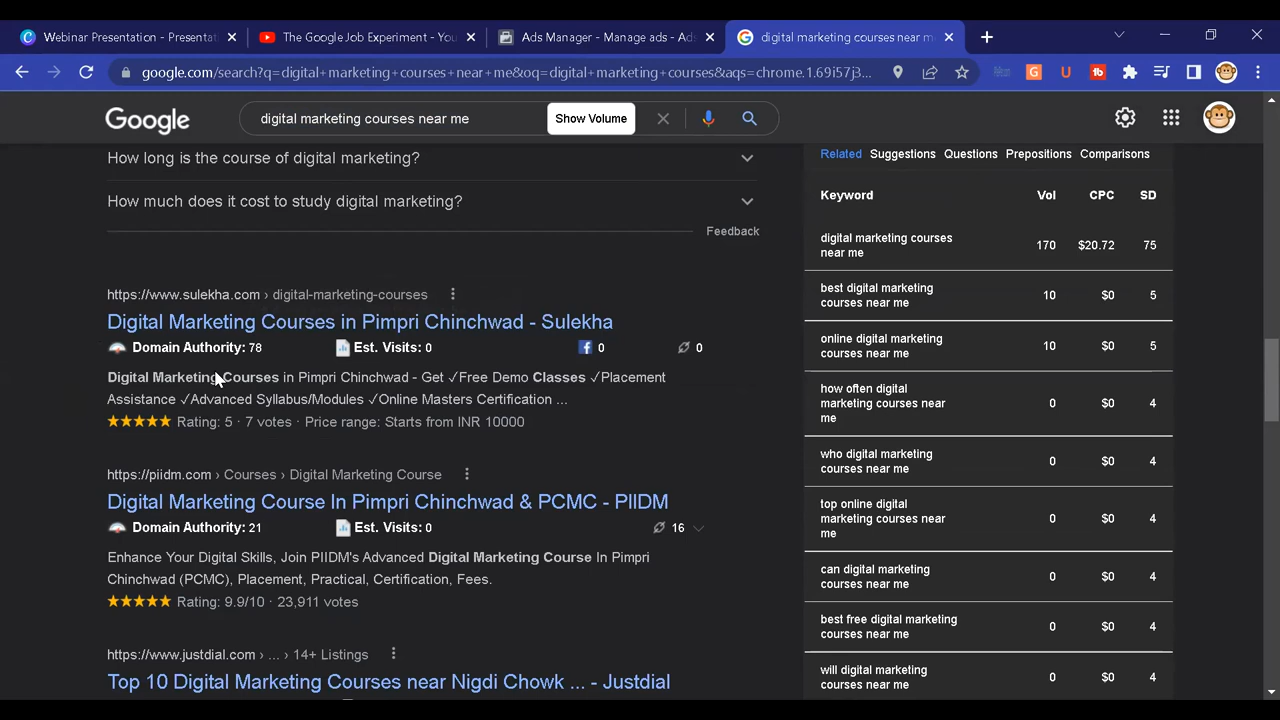 Webinar Presentation - Presentat
The Google Job Experiment - You
Ads Manager - Manage ads - Ads
digital marketing courses near me
google.com/search?q=digital+marketing+courses+near+me&oq=digital+marketing+courses&aqs=chrome.1.69i57j3...
Google
digital marketing courses near me
Show Volume
How long is the course of digital marketing?
How much does it cost to study digital marketing?
Feedback
https://www.sulekha.com › digital-marketing-courses
Digital Marketing Courses in Pimpri Chinchwad - Sulekha
Domain Authority: 78 Est. Visits: 0 0 0
Digital Marketing Courses in Pimpri Chinchwad - Get ✓Free Demo Classes ✓Placement
Assistance ✓Advanced Syllabus/Modules ✓Online Masters Certification ...
Rating: 5 · 7 votes · Price range: Starts from INR 10000
https://piidm.com › Courses › Digital Marketing Course
Digital Marketing Course In Pimpri Chinchwad & PCMC - PIIDM
Domain Authority: 21 Est. Visits: 0 16
Enhance Your Digital Skills, Join PIIDM's Advanced Digital Marketing Course In Pimpri
Chinchwad (PCMC), Placement, Practical, Certification, Fees.
Rating: 9.9/10 · 23,911 votes
https://www.justdial.com › ... › 14+ Listings
Top 10 Digital Marketing Courses near Nigdi Chowk ... - Justdial
Related Suggestions Questions Prepositions Comparisons
Keyword Vol CPC SD
digital marketing courses
near me 170 $20.72 75
best digital marketing
courses near me 10 $0 5
online digital marketing
courses near me 10 $0 5
how often digital
marketing courses near
me 0 $0 4
who digital marketing
courses near me 0 $0 4
top online digital
marketing courses near
me 0 $0 4
can digital marketing
courses near me 0 $0 4
best free digital marketing
courses near me 0 $0 4
will digital marketing
courses near me 0 $0 4